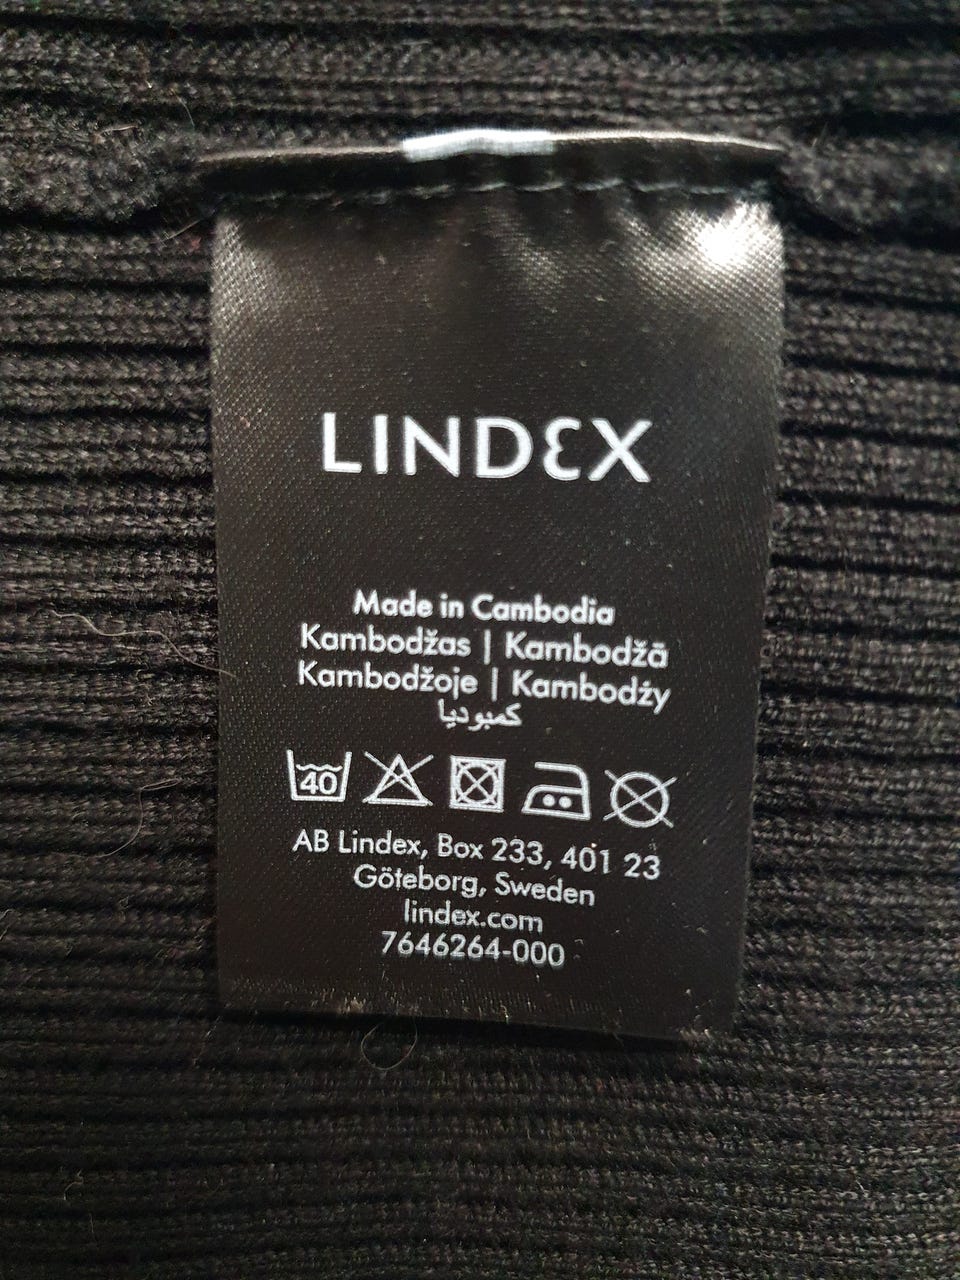 LINDEX
Made in Cambodia
Kambodžas | Kambodžā
Kambodžoje | Kambodży
كمبوديا
40
AB Lindex, Box 233, 401 23
Göteborg, Sweden
lindex.com
7646264-000